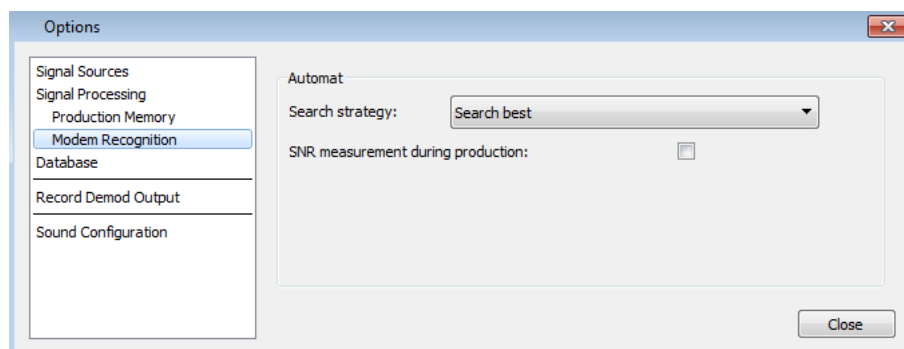 Options
Signal Sources
Signal Processing
Production Memory
Modem Recognition
Database
Record Demod Output
Sound Configuration
Automat
Search strategy: Search best
SNR measurement during production:
Close